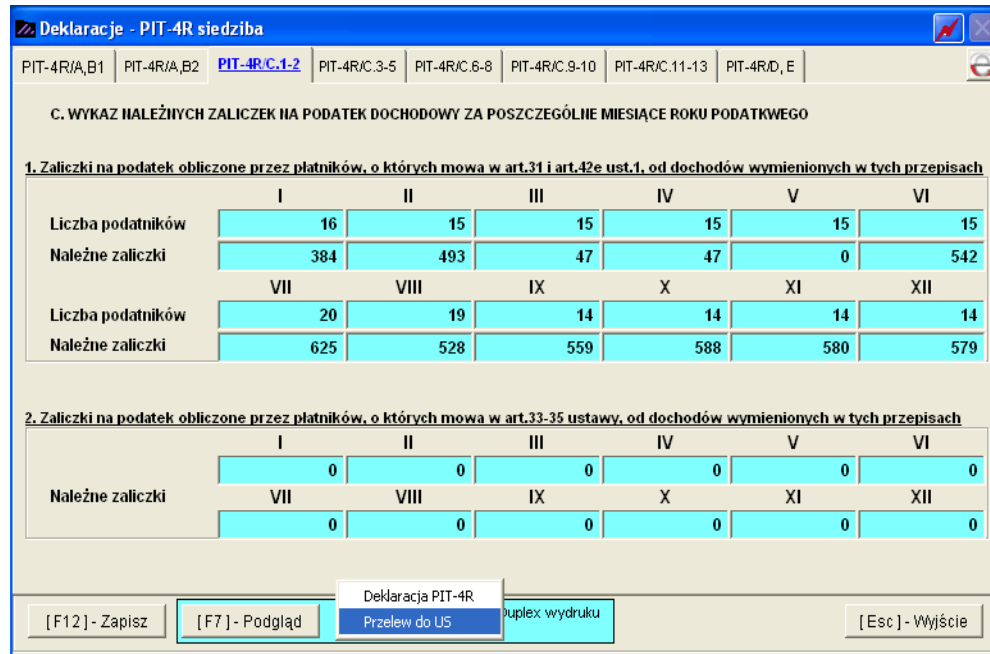 Deklaracje - PIT-4R siedziba
PIT-4R/A,B1 PIT-4R/A,B2 PIT-4R/C.1-2 PIT-4R/C.3-5 PIT-4R/C.6-8 PIT-4R/C.9-10 PIT-4R/C.11-13 PIT-4R/D, E
C. WYKAZ NALEŻNYCH ZALICZEK NA PODATEK DOCHODOWY ZA POSZCZEGÓLNE MIESIĄCE ROKU PODATKWEGO
1. Zaliczki na podatek obliczone przez płatników, o których mowa w art.31 i art.42e ust.1, od dochodów wymienionych w tych przepisach
I II III IV V VI
Liczba podatników 16 15 15 15 15 15
Należne zaliczki 384 493 47 47 0 542
VII VIII IX X XI XII
Liczba podatników 20 19 14 14 14 14
Należne zaliczki 625 528 559 588 580 579
2. Zaliczki na podatek obliczone przez płatników, o których mowa w art.33-35 ustawy, od dochodów wymienionych w tych przepisach
I II III IV V VI
0 0 0 0 0 0
Należne zaliczki VII VIII IX X XI XII
0 0 0 0 0 0
Deklaracja PIT-4R
[F12] - Zapisz [F7] - Podgląd Przelew do US Duplex wydruku [Esc] - Wyjście